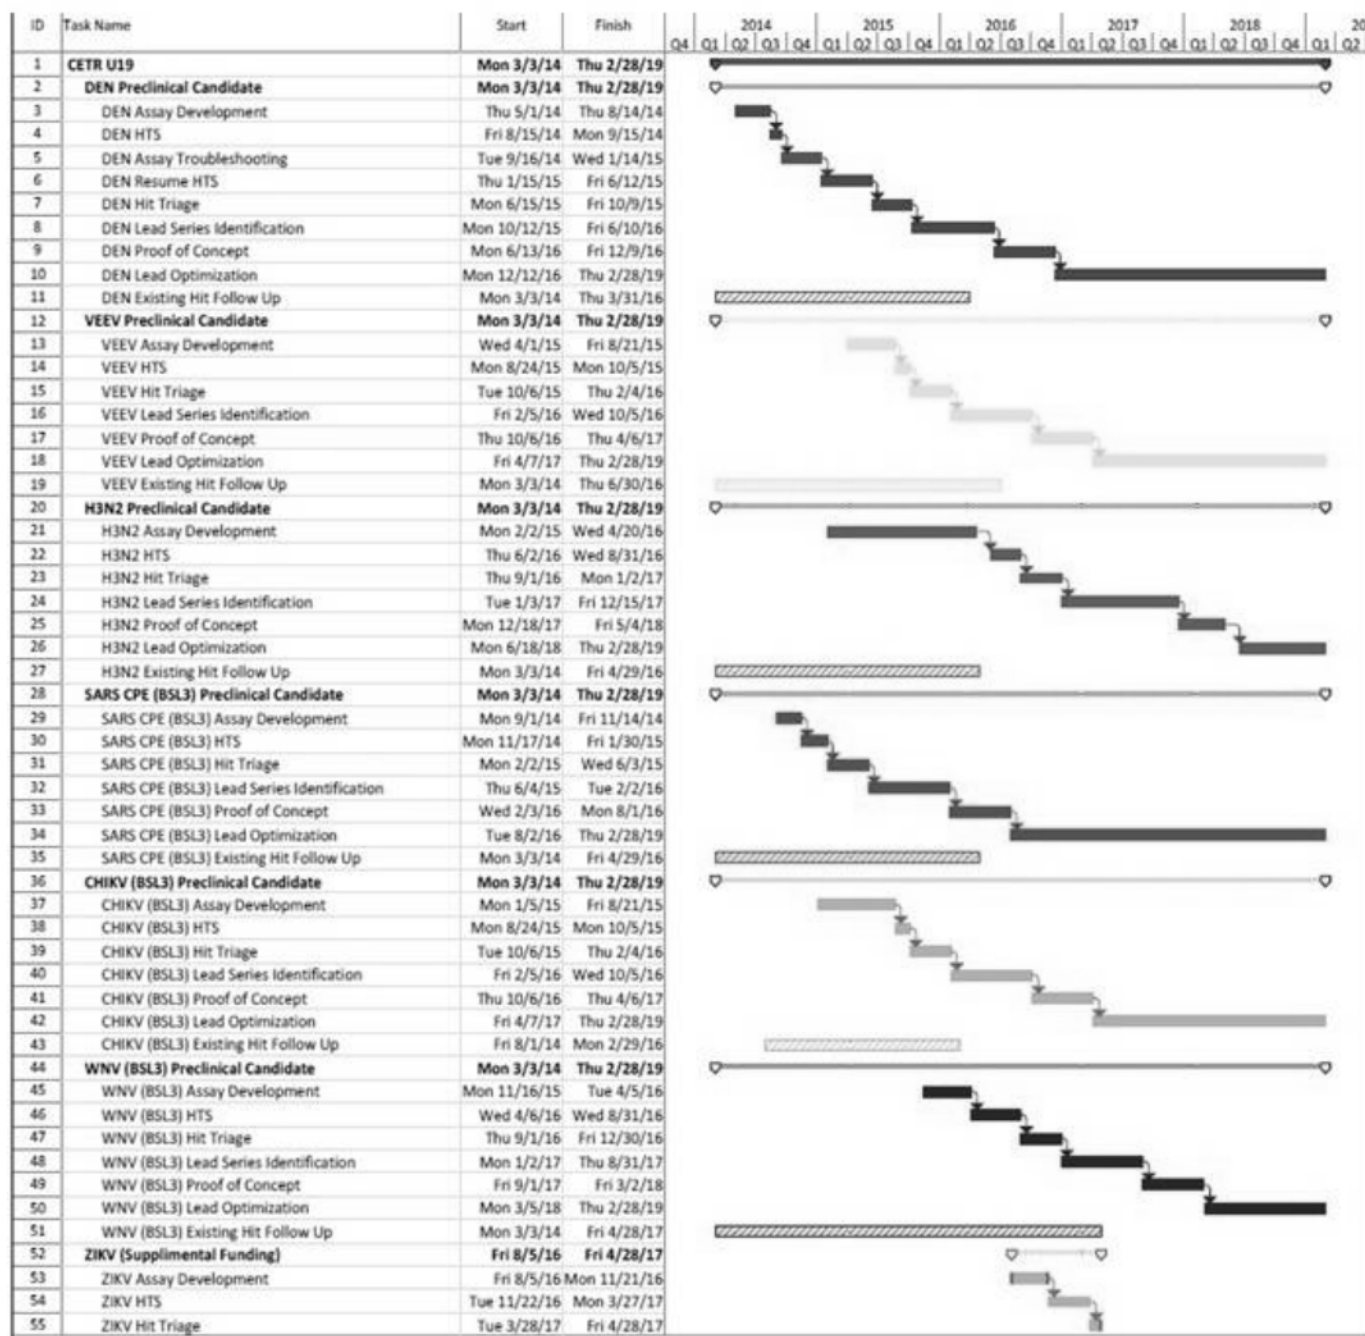 ID Task Name Start Finish 2014 2015 2016 2017 2018 20
Q4 Q1 Q2 Q3 Q4 Q1 Q2 Q3 Q4 Q1 Q2 Q3 Q4 Q1 Q2 Q3 Q4 Q1 Q2 Q3 Q4 Q1 Q2
1 CETR U19 Mon 3/3/14 Thu 2/28/19
2 DEN Preclinical Candidate Mon 3/3/14 Thu 2/28/19
3 DEN Assay Development Thu 5/1/14 Thu 8/14/14
4 DEN HTS Fri 8/15/14 Mon 9/15/14
5 DEN Assay Troubleshooting Tue 9/16/14 Wed 1/14/15
6 DEN Resume HTS Thu 1/15/15 Fri 6/12/15
7 DEN Hit Triage Mon 6/15/15 Fri 10/9/15
8 DEN Lead Series Identification Mon 10/12/15 Fri 6/10/16
9 DEN Proof of Concept Mon 6/13/16 Fri 12/9/16
10 DEN Lead Optimization Mon 12/12/16 Thu 2/28/19
11 DEN Existing Hit Follow Up Mon 3/3/14 Thu 3/31/16
12 VEEV Preclinical Candidate Mon 3/3/14 Thu 2/28/19
13 VEEV Assay Development Wed 4/1/15 Fri 8/21/15
14 VEEV HTS Mon 8/24/15 Mon 10/5/15
15 VEEV Hit Triage Tue 10/6/15 Thu 2/4/16
16 VEEV Lead Series Identification Fri 2/5/16 Wed 10/5/16
17 VEEV Proof of Concept Thu 10/6/16 Thu 4/6/17
18 VEEV Lead Optimization Fri 4/7/17 Thu 2/28/19
19 VEEV Existing Hit Follow Up Mon 3/3/14 Thu 6/30/16
20 H3N2 Preclinical Candidate Mon 3/3/14 Thu 2/28/19
21 H3N2 Assay Development Mon 2/2/15 Wed 4/20/16
22 H3N2 HTS Thu 6/2/16 Wed 8/31/16
23 H3N2 Hit Triage Thu 9/1/16 Mon 1/2/17
24 H3N2 Lead Series Identification Tue 1/3/17 Fri 12/15/17
25 H3N2 Proof of Concept Mon 12/18/17 Fri 5/4/18
26 H3N2 Lead Optimization Mon 6/18/18 Thu 2/28/19
27 H3N2 Existing Hit Follow Up Mon 3/3/14 Fri 4/29/16
28 SARS CPE (BSL3) Preclinical Candidate Mon 3/3/14 Thu 2/28/19
29 SARS CPE (BSL3) Assay Development Mon 9/1/14 Fri 11/14/14
30 SARS CPE (BSL3) HTS Mon 11/17/14 Fri 1/30/15
31 SARS CPE (BSL3) Hit Triage Mon 2/2/15 Wed 6/3/15
32 SARS CPE (BSL3) Lead Series Identification Thu 6/4/15 Tue 2/2/16
33 SARS CPE (BSL3) Proof of Concept Wed 2/3/16 Mon 8/1/16
34 SARS CPE (BSL3) Lead Optimization Tue 8/2/16 Thu 2/28/19
35 SARS CPE (BSL3) Existing Hit Follow Up Mon 3/3/14 Fri 4/29/16
36 CHIKV (BSL3) Preclinical Candidate Mon 3/3/14 Thu 2/28/19
37 CHIKV (BSL3) Assay Development Mon 1/5/15 Fri 8/21/15
38 CHIKV (BSL3) HTS Mon 8/24/15 Mon 10/5/15
39 CHIKV (BSL3) Hit Triage Tue 10/6/15 Thu 2/4/16
40 CHIKV (BSL3) Lead Series Identification Fri 2/5/16 Wed 10/5/16
41 CHIKV (BSL3) Proof of Concept Thu 10/6/16 Thu 4/6/17
42 CHIKV (BSL3) Lead Optimization Fri 4/7/17 Thu 2/28/19
43 CHIKV (BSL3) Existing Hit Follow Up Fri 8/1/14 Mon 2/29/16
44 WNV (BSL3) Preclinical Candidate Mon 3/3/14 Thu 2/28/19
45 WNV (BSL3) Assay Development Mon 11/16/15 Tue 4/5/16
46 WNV (BSL3) HTS Wed 4/6/16 Wed 8/31/16
47 WNV (BSL3) Hit Triage Thu 9/1/16 Fri 12/30/16
48 WNV (BSL3) Lead Series Identification Mon 1/2/17 Thu 8/31/17
49 WNV (BSL3) Proof of Concept Fri 9/1/17 Fri 3/2/18
50 WNV (BSL3) Lead Optimization Mon 3/5/18 Thu 2/28/19
51 WNV (BSL3) Existing Hit Follow Up Mon 3/3/14 Fri 4/28/17
52 ZIKV (Supplimental Funding) Fri 8/5/16 Fri 4/28/17
53 ZIKV Assay Development Fri 8/5/16 Mon 11/21/16
54 ZIKV HTS Tue 11/22/16 Mon 3/27/17
55 ZIKV Hit Triage Tue 3/28/17 Fri 4/28/17